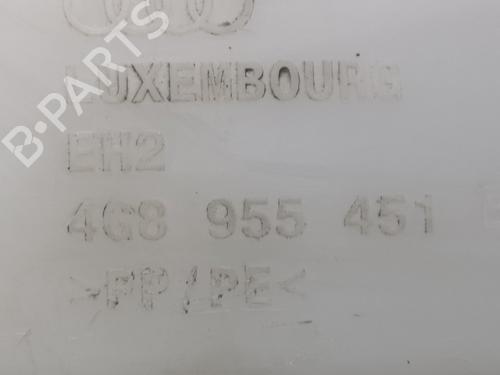 LUXEMBOURG
EH2
4G8 955 451
>PP/PE<
B-PARTS